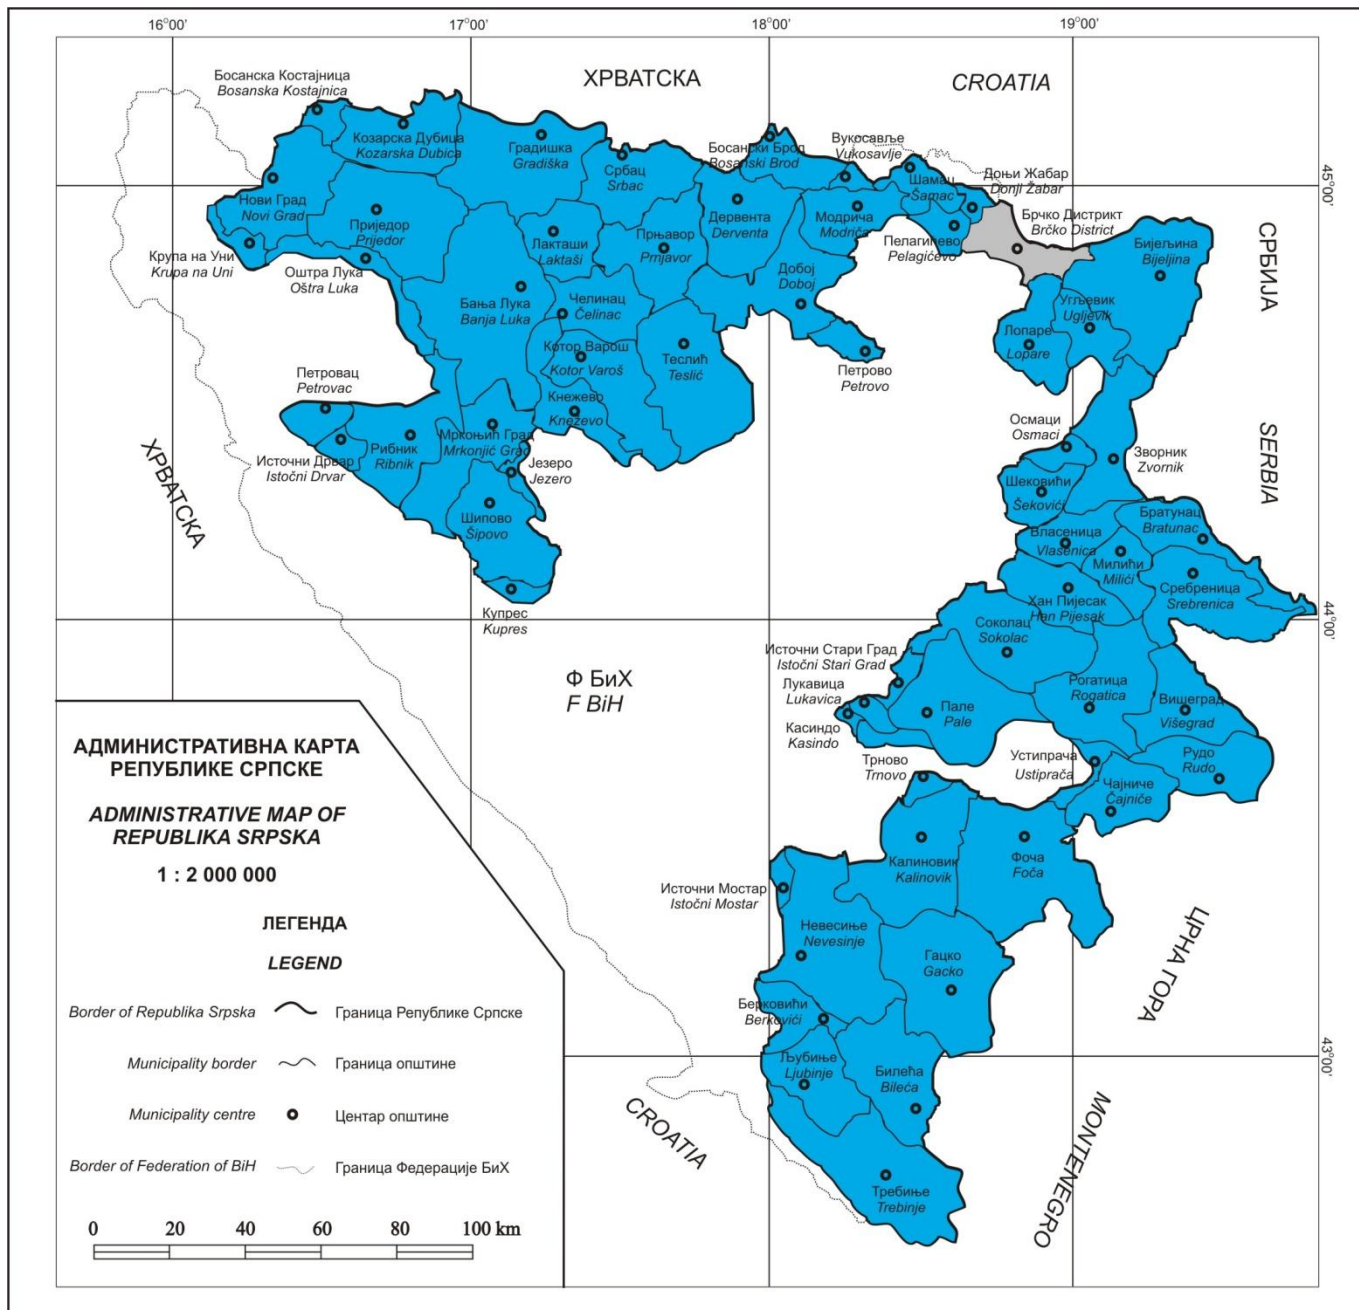 16°00'
17°00'
18°00'
19°00'
ХРВАТСКА
CROATIA
Босанска Костајница
Bosanska Kostajnica
Козарска Дубица
Kozarska Dubica
Градишка
Gradiška
Србац
Srbac
Босански Брод
Bosanski Brod
Вукосавље
Vukosavlje
Шамац
Šamac
Доњи Жабар
Donji Žabar
45°00'
Нови Град
Novi Grad
Приједор
Prijedor
Лакташи
Laktaši
Прњавор
Prnjavor
Дервента
Derventa
Модрича
Modriča
Пелагићево
Pelagićevo
Брчко Дистрикт
Brčko District
Бијељина
Bijeljina
СРБИЈА
Крупа на Уни
Krupa na Uni
Оштра Лука
Oštra Luka
Бања Лука
Banja Luka
Челинац
Čelinac
Добој
Doboj
Угљевик
Ugljevik
Лопаре
Lopare
Котор Варош
Kotor Varoš
Теслић
Teslić
Петрово
Petrovo
Петровац
Petrovac
Кнежево
Kneževo
Мркоњић Град
Mrkonjić Grad
Рибник
Ribnik
Источни Дрвар
Istočni Drvar
Језеро
Jezero
Шипово
Šipovo
Купрес
Kupres
ХРВАТСКА
Осмаци
Osmaci
Зворник
Zvornik
SERBIA
Шековићи
Šekovići
Братунац
Bratunac
Власеница
Vlasenica
Милићи
Milići
Сребреница
Srebrenica
Хан Пијесак
Han Pijesak
44°00'
Соколац
Sokolac
Источни Стари Град
Istočni Stari Grad
Лукавица
Lukavica
Касиндо
Kasindo
Пале
Pale
Рогатица
Rogatica
Вишеград
Višegrad
Ф БиХ
F BiH
Трново
Trnovo
Устипрача
Ustiprača
Рудо
Rudo
Чајниче
Čajniče
Калиновик
Kalinovik
Фоча
Foča
Источни Мостар
Istočni Mostar
Невесиње
Nevesinje
Гацко
Gacko
ЦРНА ГОРА
Берковићи
Berkovići
43°00'
Љубиње
Ljubinje
Билећа
Bileća
CROATIA
MONTENEGRO
Требиње
Trebinje
АДМИНИСТРАТИВНА КАРТА
РЕПУБЛИКЕ СРПСКЕ
ADMINISTRATIVE MAP OF
REPUBLIKA SRPSKA
1 : 2 000 000
ЛЕГЕНДА
LEGEND
Border of Republika Srpska Граница Републике Српске
Municipality border Граница општине
Municipality centre Центар општине
Border of Federation of BiH Граница Федерације БиХ
0 20 40 60 80 100 km